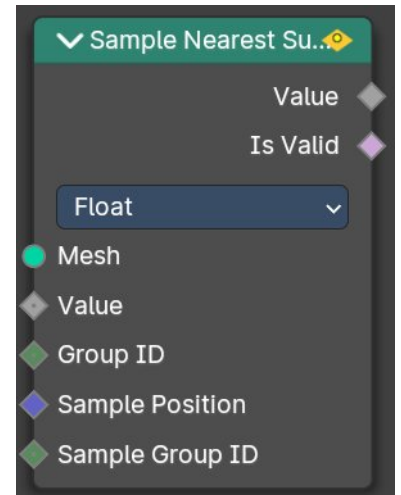 Sample Nearest Su...
Value
Is Valid
Float
Mesh
Value
Group ID
Sample Position
Sample Group ID